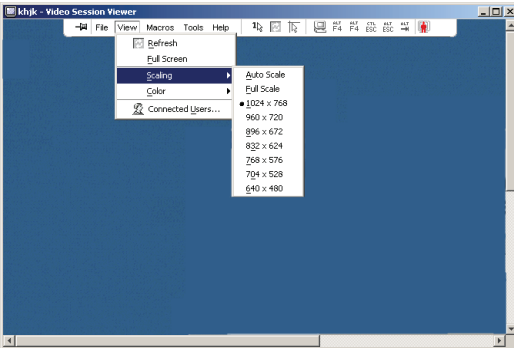 khjk - Video Session Viewer
File View Macros Tools Help ALT F4 ALT F4 CTL ESC ALT ESC ALT
Refresh
Full Screen
Scaling
Color
Connected Users...
Auto Scale
Full Scale
1024 x 768
960 x 720
896 x 672
832 x 624
768 x 576
704 x 528
640 x 480